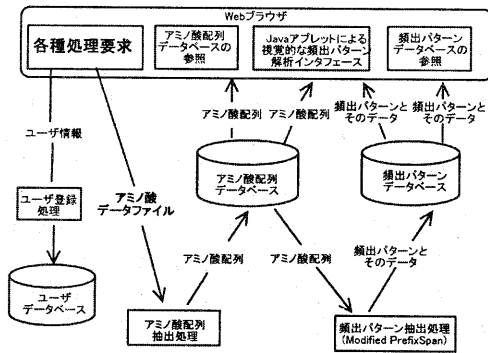 Webブラウザ
各種処理要求
アミノ酸配列
データベースの
参照
Javaアプレットによる
視覚的な頻出パターン
解析インタフェース
頻出パターン
データベースの
参照
ユーザ情報
アミノ酸配列
アミノ酸配列
頻出パターンと
そのデータ
頻出パターンと
そのデータ
ユーザ登録
処理
アミノ酸
データファイル
アミノ酸配列
データベース
頻出パターン
データベース
アミノ酸配列
アミノ酸配列
頻出パターンと
そのデータ
ユーザ
データベース
アミノ酸配列
抽出処理
頻出パターン抽出処理
(Modified PrefixSpan)